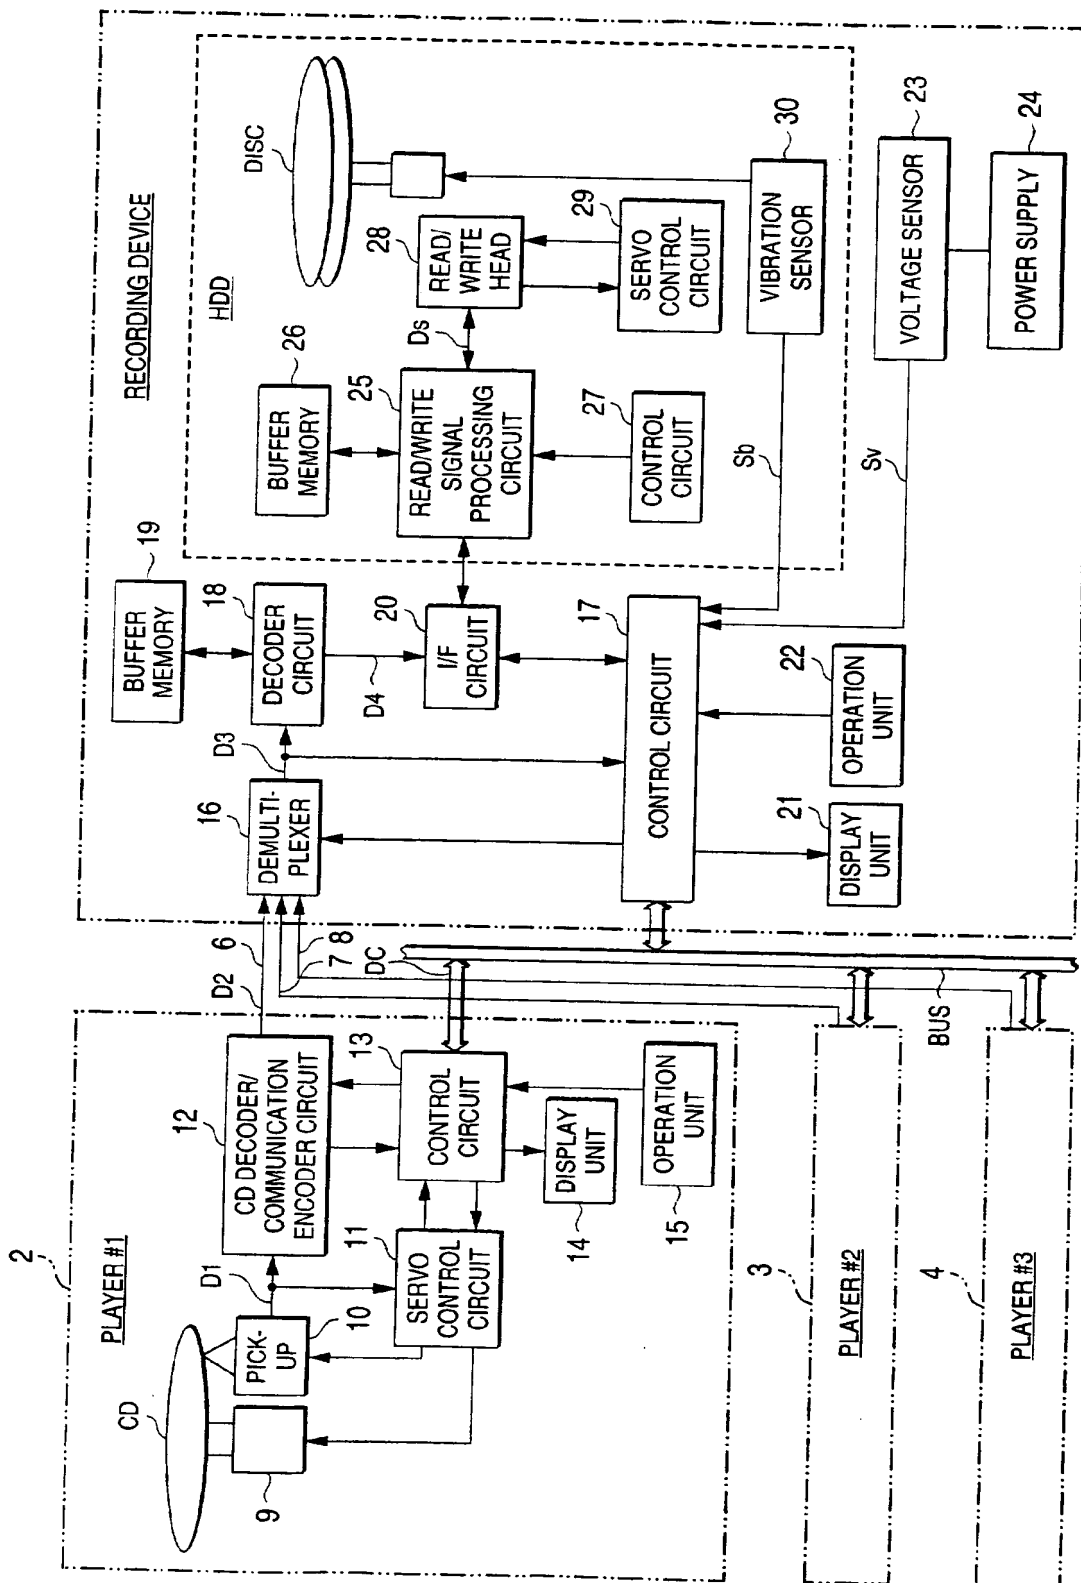 RECORDING DEVICE
HDD
DISC
BUFFER
MEMORY
19
DECODER
CIRCUIT
18
D4
D3
DEMULTI-
PLEXER
16
I/F
CIRCUIT
20
BUFFER
MEMORY
26
READ/WRITE
SIGNAL
PROCESSING
CIRCUIT
25
Ds
READ/
WRITE
HEAD
28
SERVO
CONTROL
CIRCUIT
29
CONTROL
CIRCUIT
27
VIBRATION
SENSOR
30
Sb
VOLTAGE SENSOR
23
Sv
POWER SUPPLY
24
CONTROL CIRCUIT
17
OPERATION
UNIT
22
DISPLAY
UNIT
21
6
7
8
D2
DC
BUS
2
PLAYER #1
CD
9
PICK-
UP
10
D1
SERVO
CONTROL
CIRCUIT
11
CD DECODER/
COMMUNICATION
ENCODER CIRCUIT
12
CONTROL
CIRCUIT
13
DISPLAY
UNIT
14
OPERATION
UNIT
15
3
PLAYER #2
4
PLAYER #3